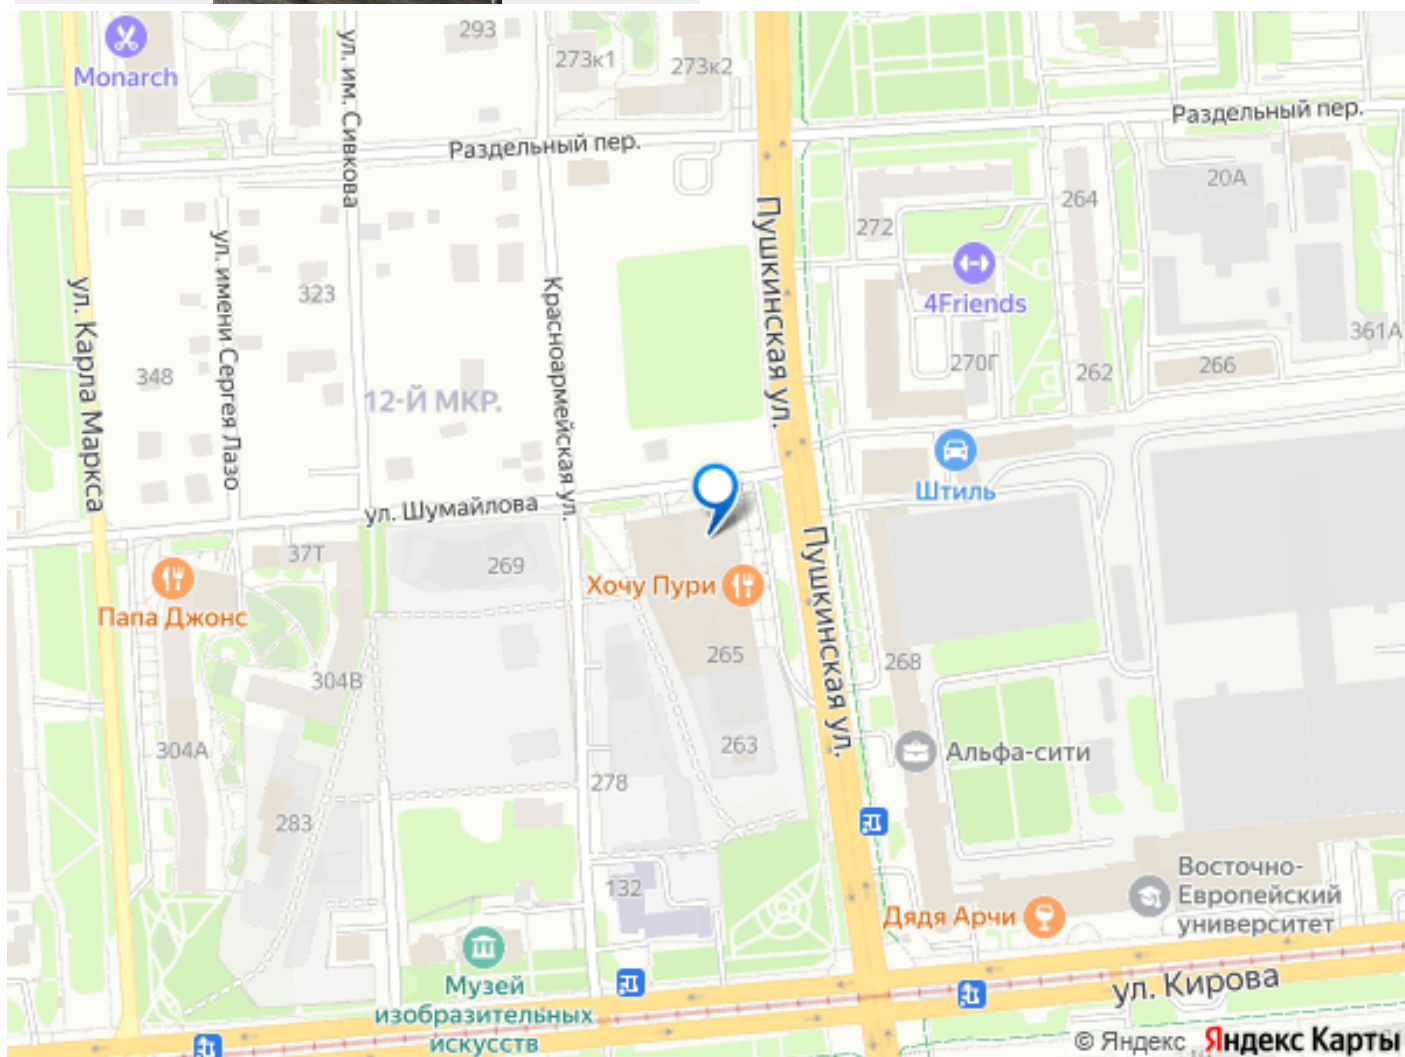 Monarch
293
273к1
273к2
ул. им. Сивкова
Раздельный пер.
Раздельный пер.
20А
264
272
4Friends
270Г
262
266
361А
Пушкинская ул.
ул. Карла Маркса
ул. имени Сергея Лазо
323
348
12-Й МКР.
Красноармейская ул.
Штиль
ул. Шумайлова
37Т
269
Папа Джонс
Хочу Пури
Пушкинская ул.
265
268
304В
304А
263
Альфа-сити
278
283
132
Восточно-
Европейский
университет
Дядя Арчи
Музей
изобразительных
искусств
ул. Кирова
© Яндекс Яндекс Карты